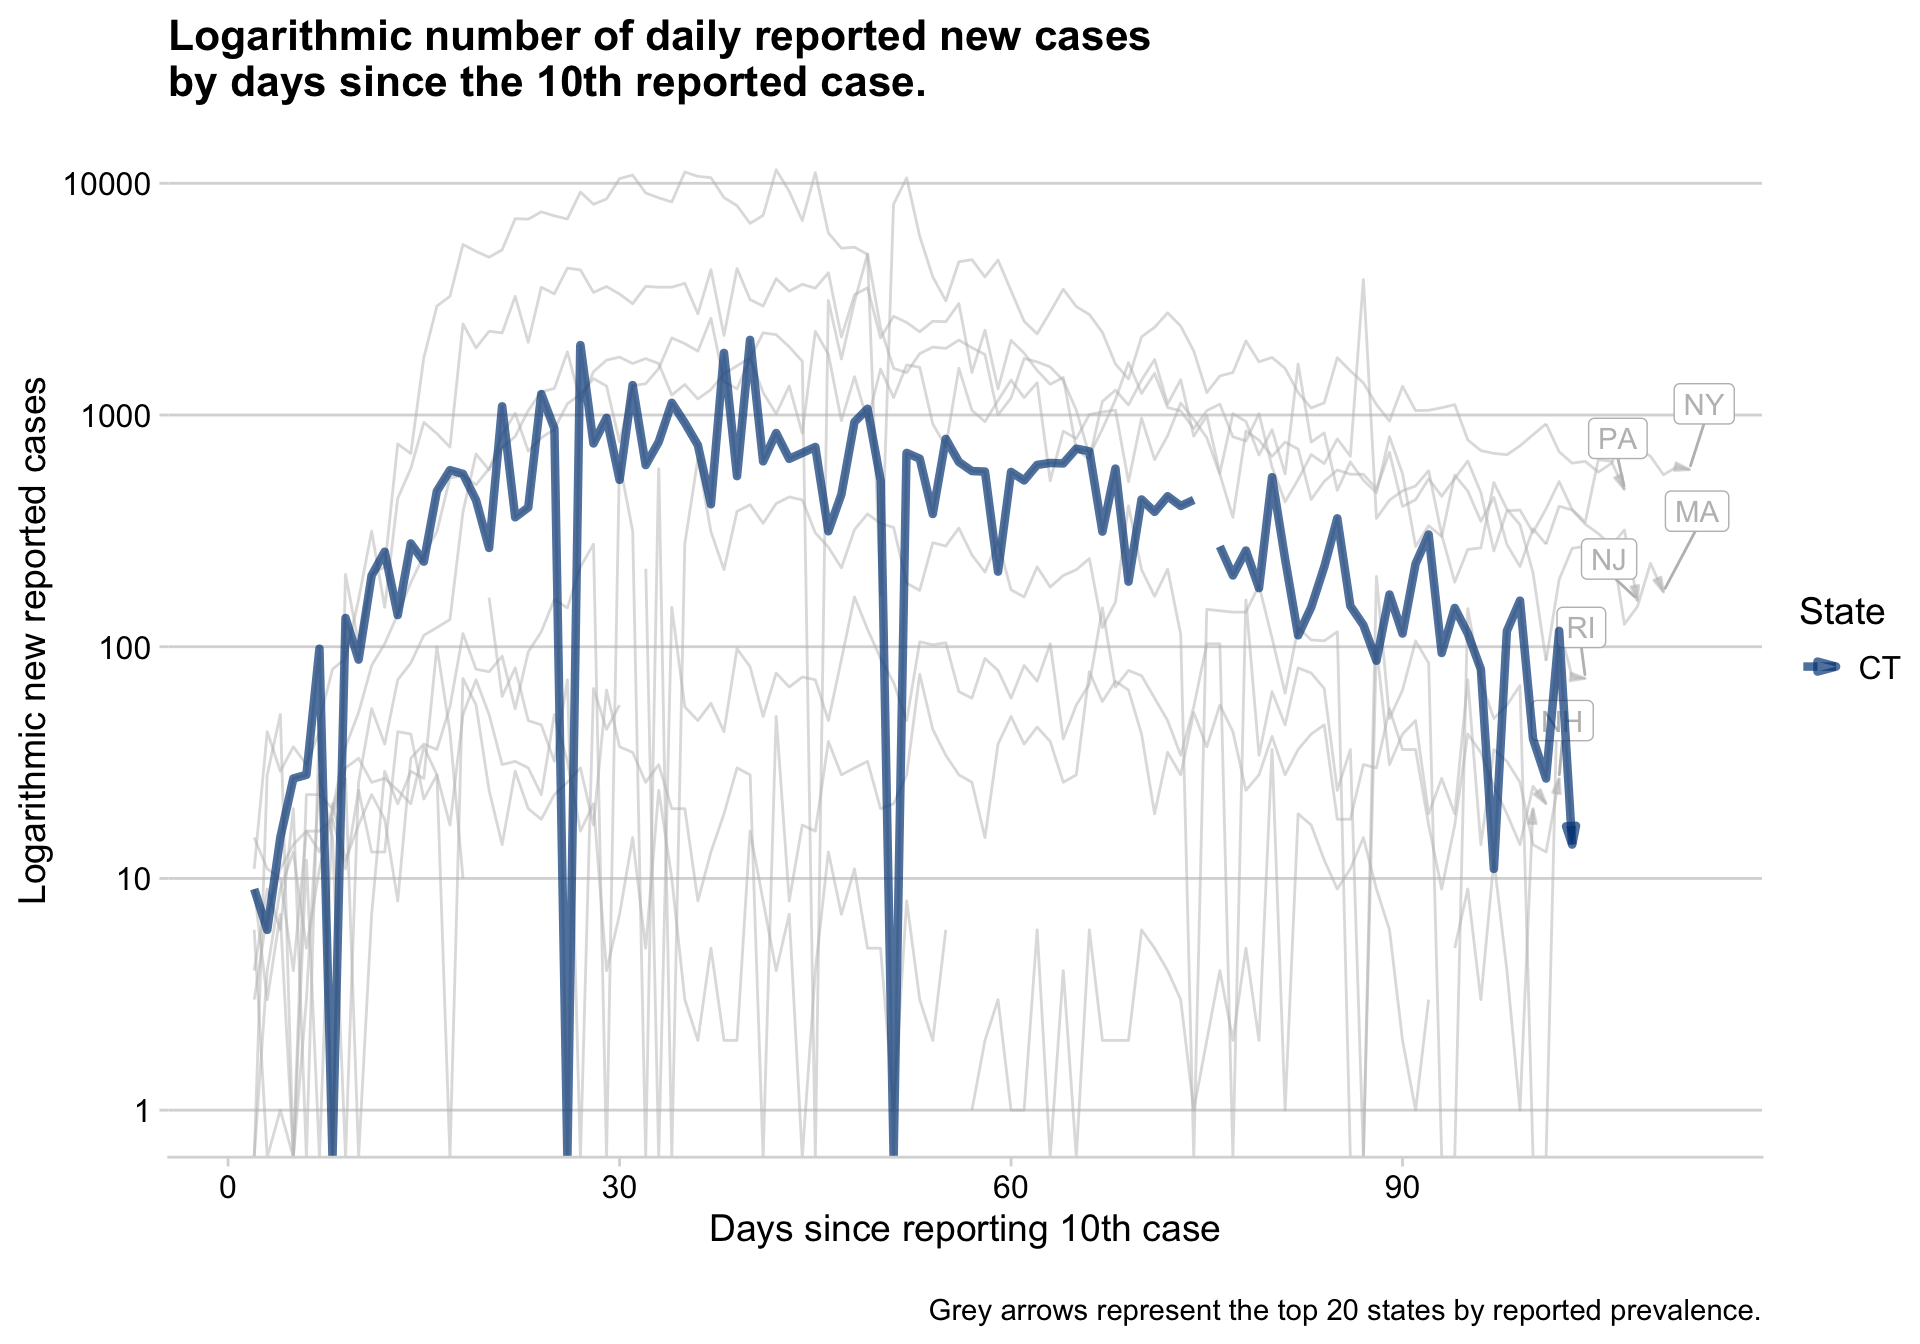 Logarithmic number of daily reported new cases
by days since the 10th reported case.
Logarithmic new reported cases
10000
1000
100
10
1
NY
PA
MA
NJ
RI
NH
State
CT
0
30
60
90
Days since reporting 10th case
Grey arrows represent the top 20 states by reported prevalence.